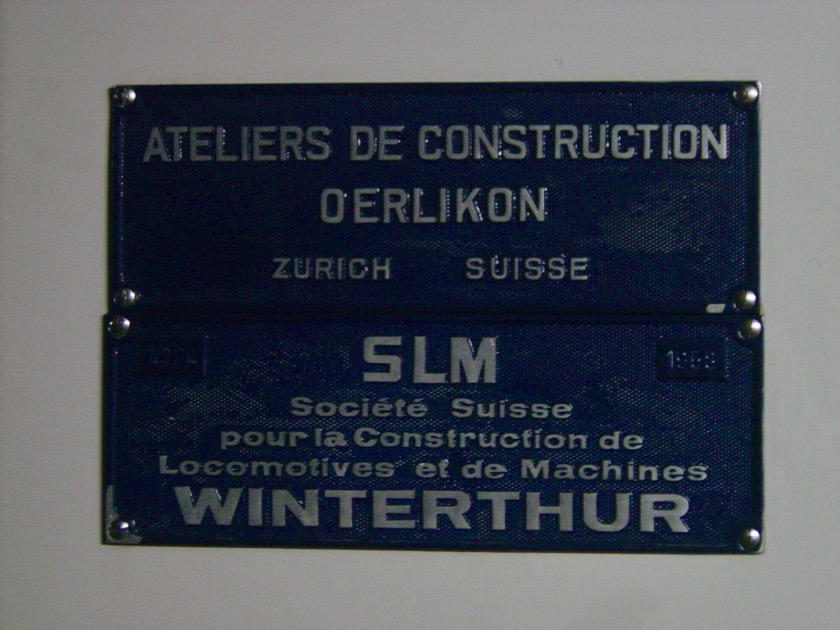 ATELIERS DE CONSTRUCTION
OERLIKON
ZURICH SUISSE
SLM
Société Suisse
pour la Construction de
Locomotives et de Machines
WINTERTHUR